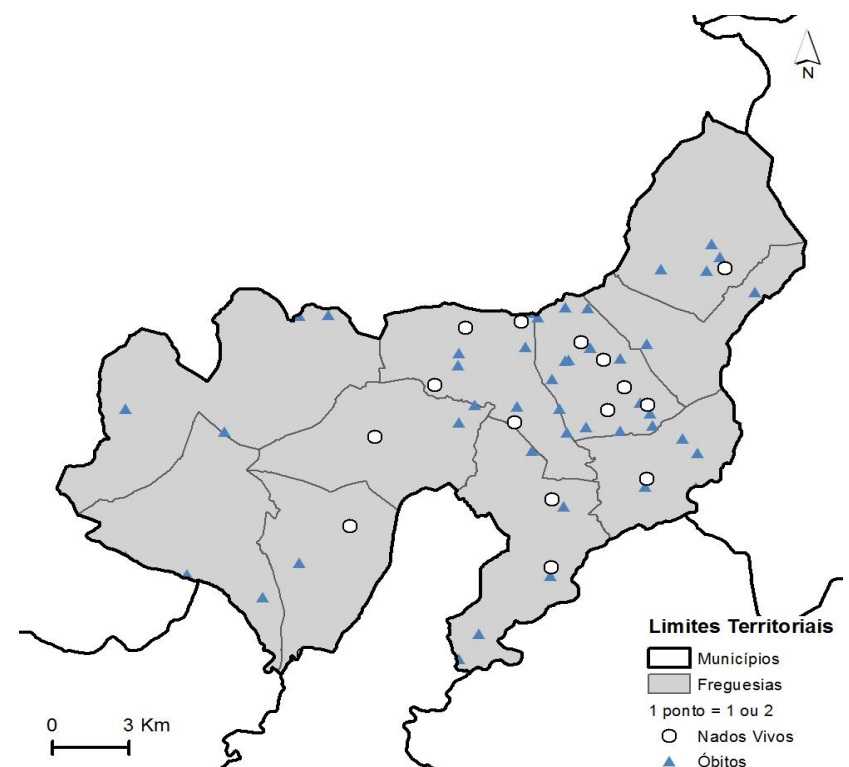 N
0 3 Km
Limites Territoriais
Municípios
Freguesias
1 ponto = 1 ou 2
Nados Vivos
Óbitos